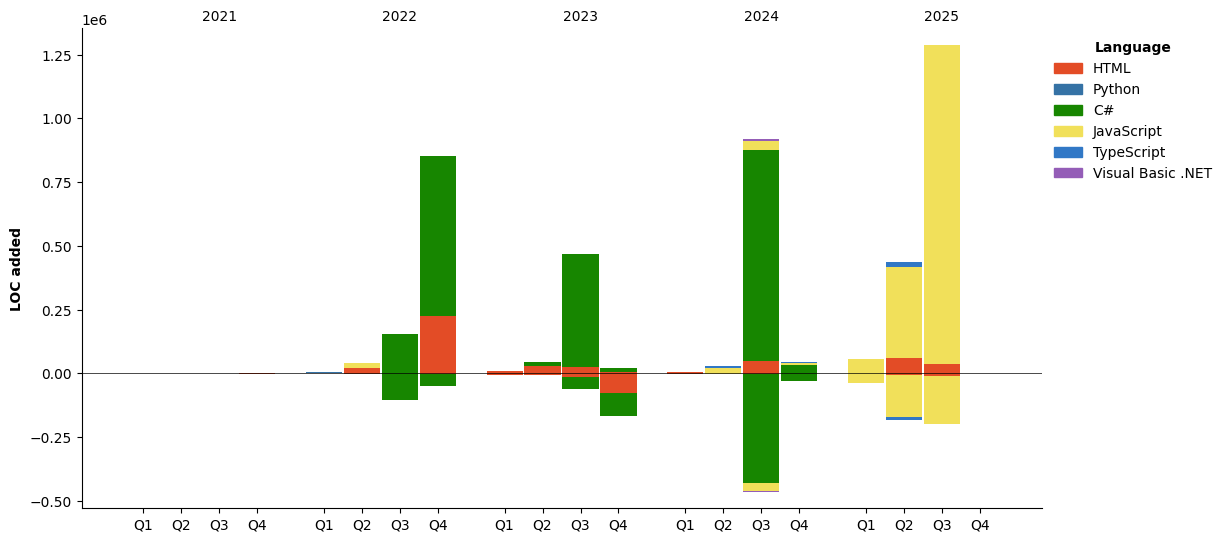 2021 2022 2023 2024 2025
1e6
1.25
1.00
0.75
0.50
0.25
0.00
−0.25
−0.50
LOC added
Q1 Q2 Q3 Q4 Q1 Q2 Q3 Q4 Q1 Q2 Q3 Q4 Q1 Q2 Q3 Q4 Q1 Q2 Q3 Q4
Language
HTML
Python
C#
JavaScript
TypeScript
Visual Basic .NET